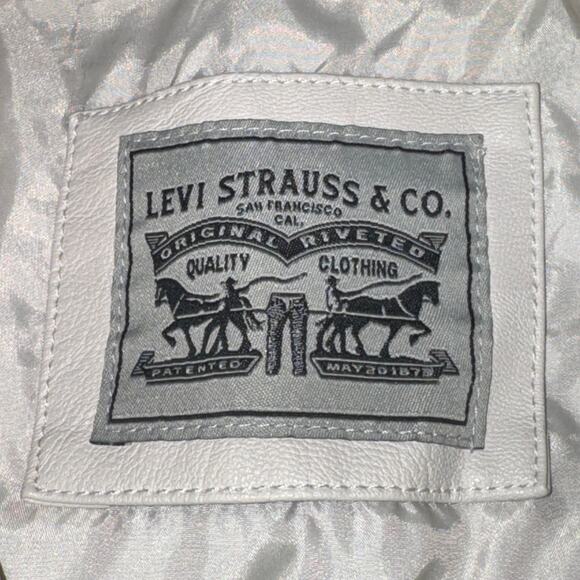 LEVI STRAUSS & CO.
SAN FRANCISCO
CAL.
ORIGINAL RIVETED
QUALITY CLOTHING
PATENTED MAY 20 1873